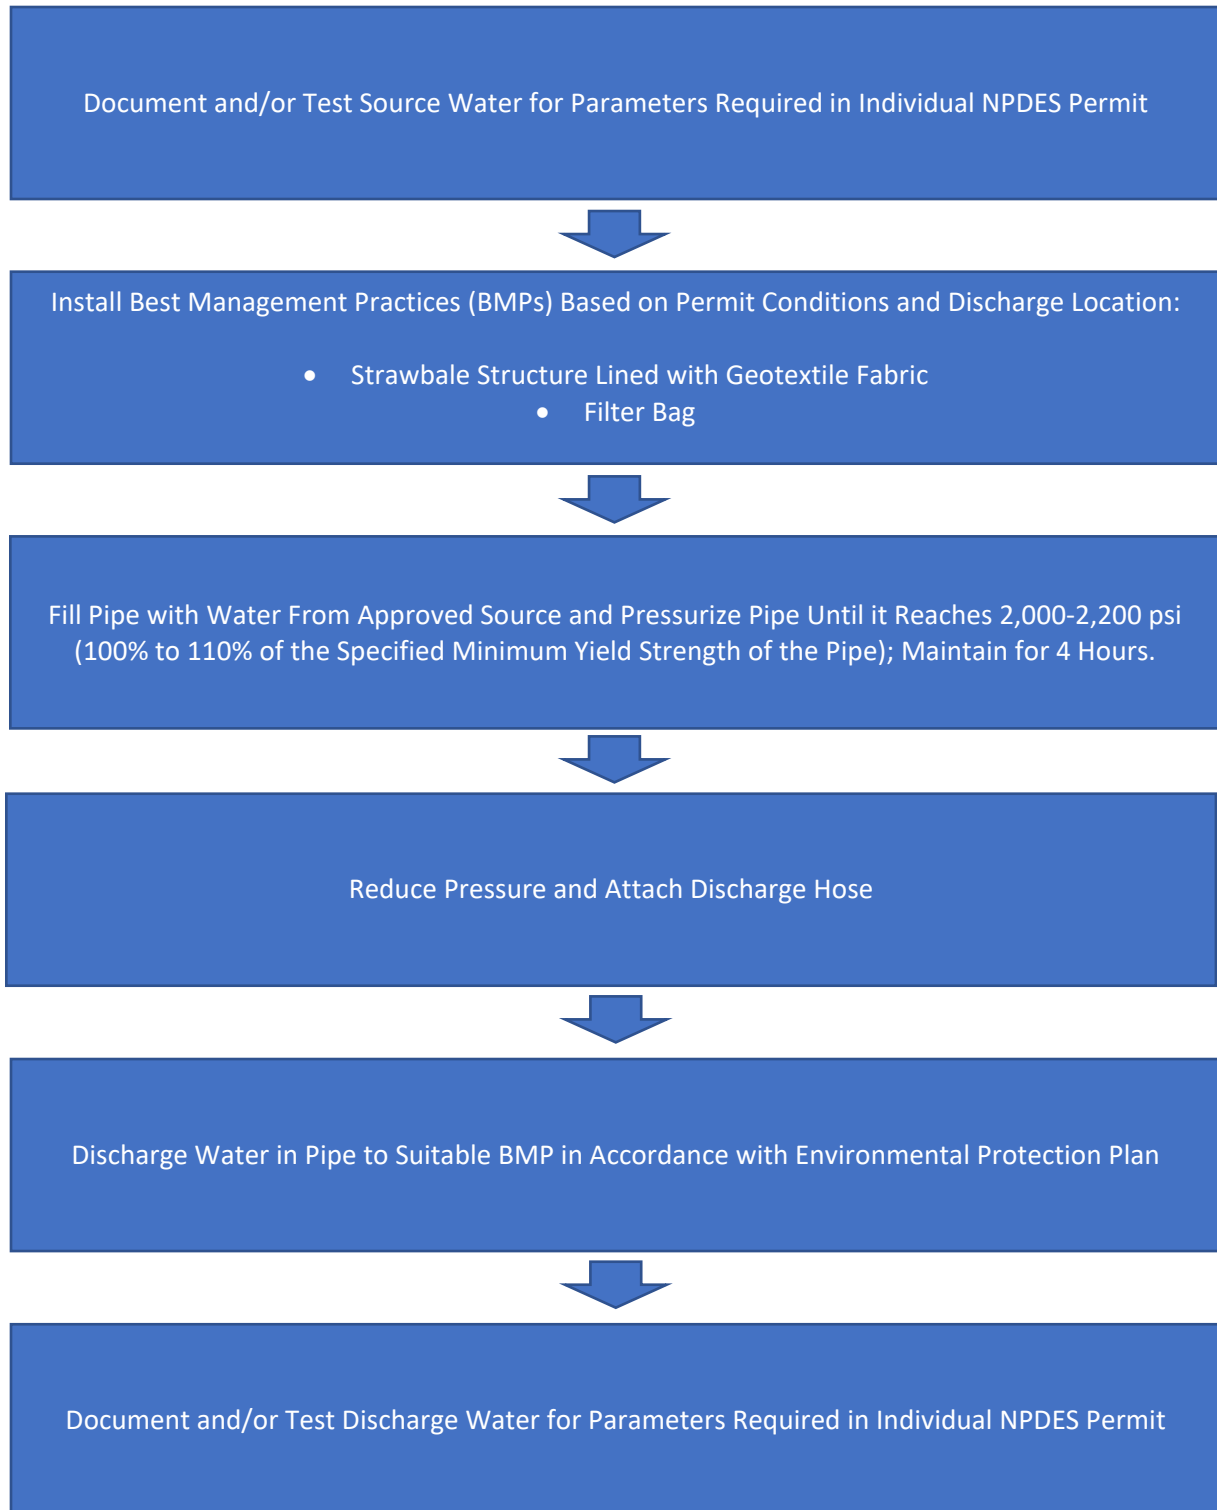 Document and/or Test Source Water for Parameters Required in Individual NPDES Permit
Install Best Management Practices (BMPs) Based on Permit Conditions and Discharge Location:
• Strawbale Structure Lined with Geotextile Fabric
• Filter Bag
Fill Pipe with Water From Approved Source and Pressurize Pipe Until it Reaches 2,000-2,200 psi
(100% to 110% of the Specified Minimum Yield Strength of the Pipe); Maintain for 4 Hours.
Reduce Pressure and Attach Discharge Hose
Discharge Water in Pipe to Suitable BMP in Accordance with Environmental Protection Plan
Document and/or Test Discharge Water for Parameters Required in Individual NPDES Permit